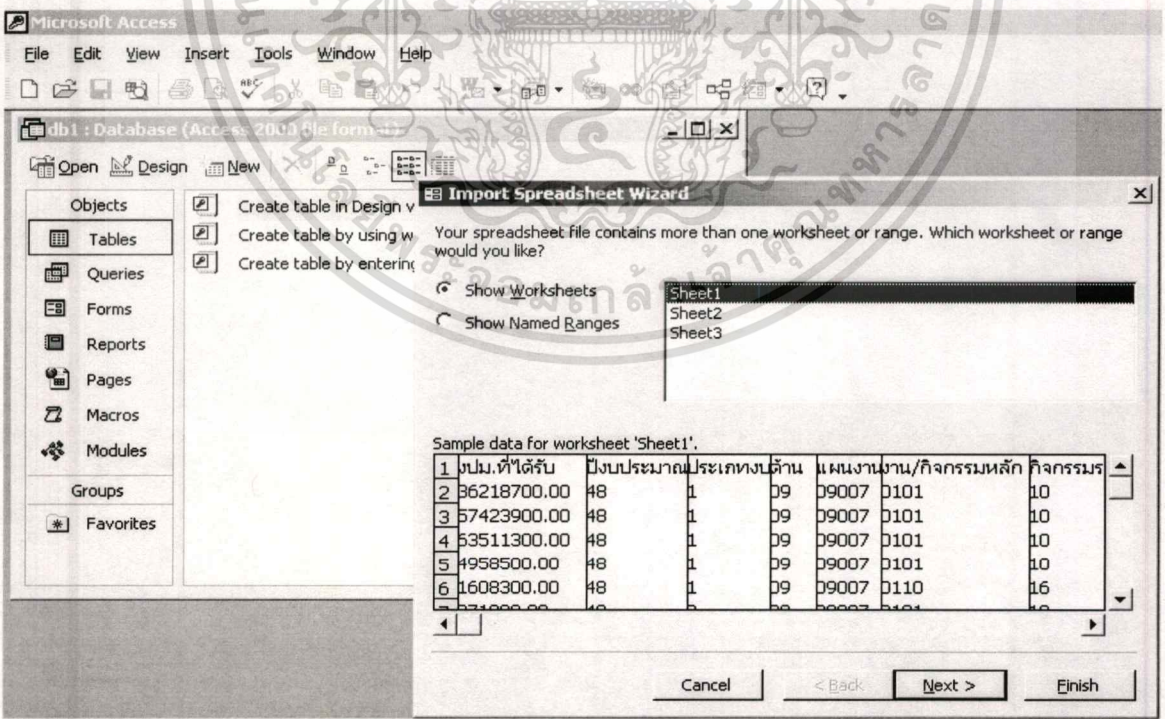 Microsoft Access
File Edit View Insert Tools Window Help
db1 : Database (Access 2000 file format)
Open Design New
Objects
Tables
Queries
Forms
Reports
Pages
Macros
Modules
Groups
Favorites
Create table in Design v
Create table by using w
Create table by entering
Import Spreadsheet Wizard
Your spreadsheet file contains more than one worksheet or range. Which worksheet or range
would you like?
Show Worksheets
Show Named Ranges
Sheet1
Sheet2
Sheet3
Sample data for worksheet 'Sheet1'.
1 งปม.ที่ได้รับ ปีงบประมาณ ประเภทงบ ด้าน แผนงาน งาน/กิจกรรมหลัก กิจกรรมร
2 36218700.00 48 1 09 09007 0101 10
3 57423900.00 48 1 09 09007 0101 10
4 53511300.00 48 1 09 09007 0101 10
5 4958500.00 48 1 09 09007 0101 10
6 1608300.00 48 1 09 09007 0110 16
Cancel < Back Next > Finish